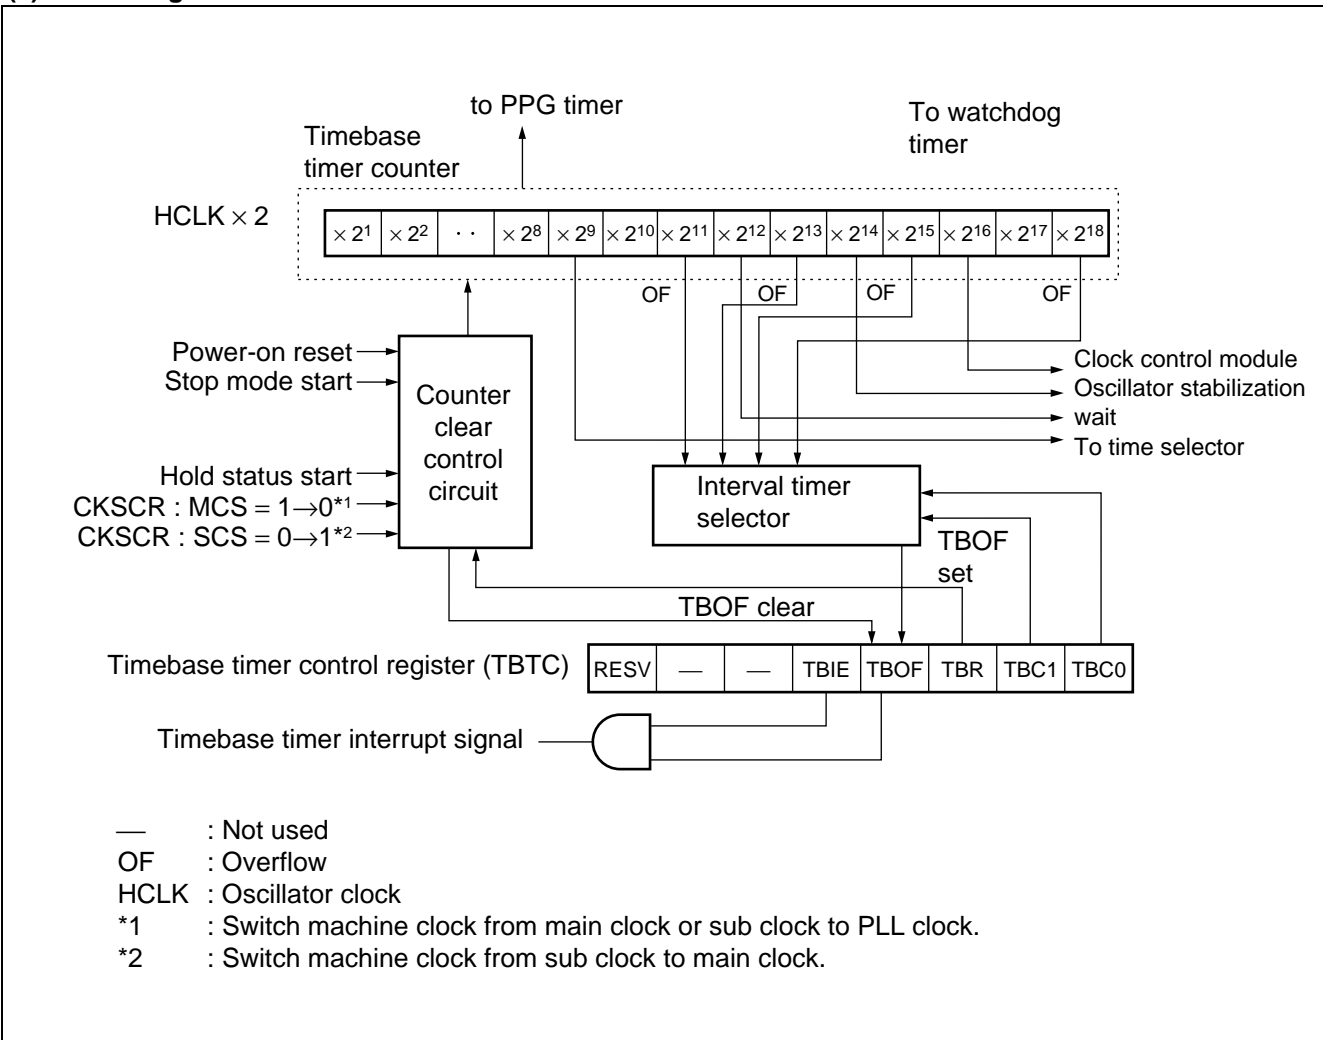 to PPG timer
To watchdog
timer
Timebase
timer counter
HCLK × 2
× 2¹ × 2² ·· × 2⁸ × 2⁹ × 2¹⁰ × 2¹¹ × 2¹² × 2¹³ × 2¹⁴ × 2¹⁵ × 2¹⁶ × 2¹⁷ × 2¹⁸
OF OF OF OF
Power-on reset
Stop mode start
Hold status start
CKSCR : MCS = 1→0*1
CKSCR : SCS = 0→1*2
Counter
clear
control
circuit
Clock control module
Oscillator stabilization
wait
To time selector
Interval timer
selector
TBOF
set
TBOF clear
Timebase timer control register (TBTC)
RESV — — TBIE TBOF TBR TBC1 TBC0
Timebase timer interrupt signal
— : Not used
OF : Overflow
HCLK : Oscillator clock
*1 : Switch machine clock from main clock or sub clock to PLL clock.
*2 : Switch machine clock from sub clock to main clock.